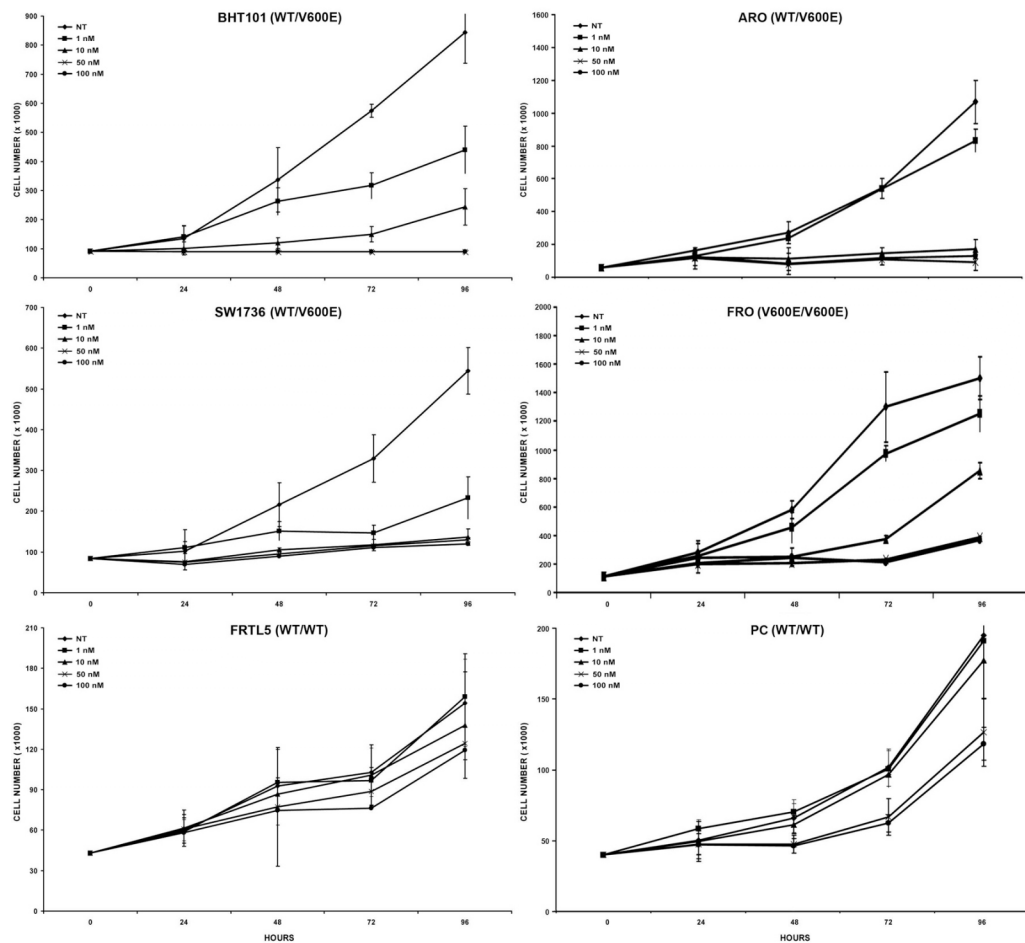 BHT101 (WT/V600E)
NT
1 nM
10 nM
50 nM
100 nM
CELL NUMBER (x 1000)
900
800
700
600
500
400
300
200
100
0
0 24 48 72 96
ARO (WT/V600E)
NT
1 nM
10 nM
50 nM
100 nM
CELL NUMBER (x 1000)
1600
1400
1200
1000
800
600
400
200
0
0 24 48 72 96
SW1736 (WT/V600E)
NT
1 nM
10 nM
50 nM
100 nM
CELL NUMBER ( x 1000)
700
600
500
400
300
200
100
0
0 24 48 72 96
FRO (V600E/V600E)
NT
1 nM
10 nM
50 nM
100 nM
CELL NUMBER ( x 1000)
2000
1800
1600
1400
1200
1000
800
600
400
200
0
0 24 48 72 96
FRTL5 (WT/WT)
NT
1 nM
10 nM
50 nM
100 nM
CELL NUMBER ( x1000)
210
180
150
120
90
60
30
0
0 24 48 72 96
HOURS
PC (WT/WT)
NT
1 nM
10 nM
50 nM
100 nM
CELL NUMBER (x1000)
200
150
100
50
0
0 24 48 72 96
HOURS